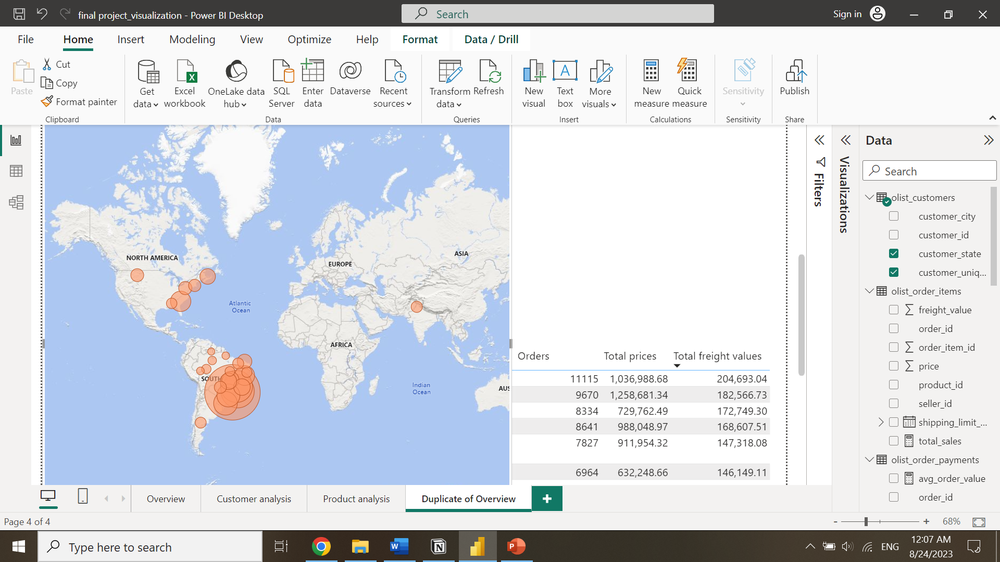 final project_visualization - Power BI Desktop
Search
Sign in
File Home Insert Modeling View Optimize Help Format Data / Drill
Paste
Cut
Copy
Format painter
Clipboard
Get data
Excel workbook
OneLake data hub
SQL Server
Enter data
Dataverse
Recent sources
Data
Transform data
Refresh
Queries
New visual
Text box
More visuals
Insert
New measure
Quick measure
Calculations
Sensitivity
Sensitivity
Publish
Share
NORTH AMERICA
EUROPE
ASIA
Atlantic
Ocean
AFRICA
SOUTH
Indian
Ocean
AUS
Orders Total prices Total freight values
11115 1,036,988.68 204,693.04
9670 1,258,681.34 182,566.73
8334 729,762.49 172,749.30
8641 988,048.97 168,607.51
7827 911,954.32 147,318.08
6964 632,248.66 146,149.11
Filters
Visualizations
Data
Search
olist_customers
customer_city
customer_id
customer_state
customer_uniq...
olist_order_items
freight_value
order_id
order_item_id
price
product_id
seller_id
shipping_limit_...
total_sales
olist_order_payments
avg_order_value
order_id
Overview Customer analysis Product analysis Duplicate of Overview
Page 4 of 4
- + 68%
Type here to search
ENG
12:07 AM
8/24/2023